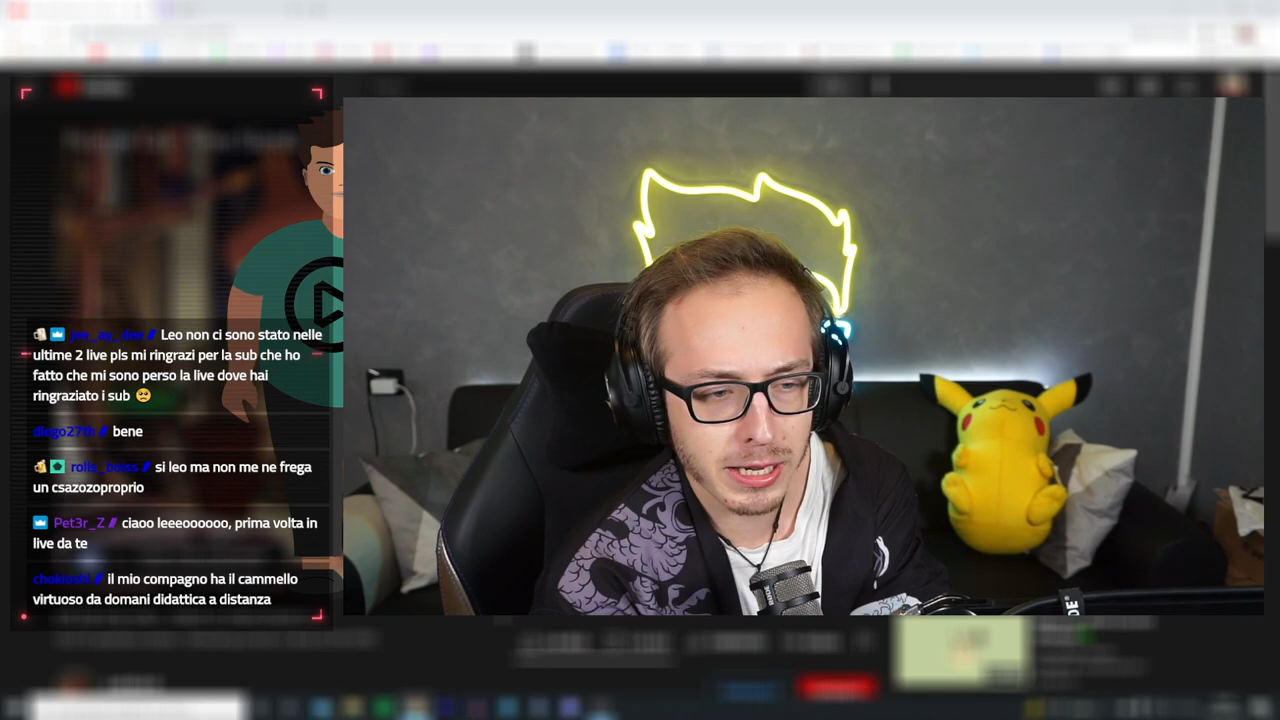 Leo non ci sono stato nelle
ultime 2 live pls mi ringrazi per la sub che ho
fatto che mi sono perso la live dove hai
ringraziato i sub
diego27th // bene
rolls_boiss // si leo ma non me ne frega
un csazozoproprio
Pet3r_Z // ciaoo leeeoooooo, prima volta in
live da te
chokioshi // il mio compagno ha il cammello
virtuoso da domani didattica a distanza